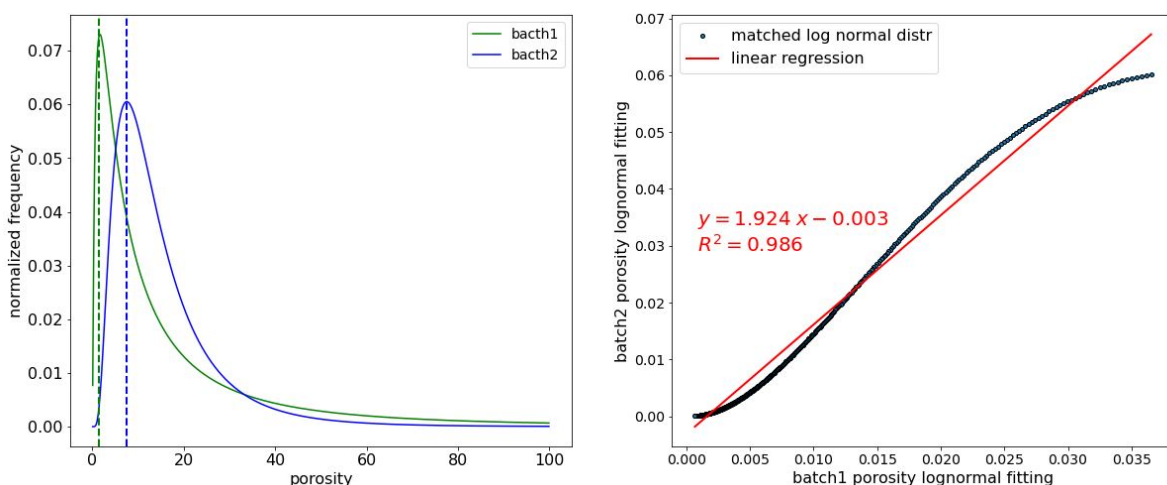 bacth1
bacth2
normalized frequency
0.07
0.06
0.05
0.04
0.03
0.02
0.01
0.00
0 20 40 60 80 100
porosity
matched log normal distr
linear regression
y = 1.924 x − 0.003
R² = 0.986
batch2 porosity lognormal fitting
0.07
0.06
0.05
0.04
0.03
0.02
0.01
0.00
0.000 0.005 0.010 0.015 0.020 0.025 0.030 0.035
batch1 porosity lognormal fitting